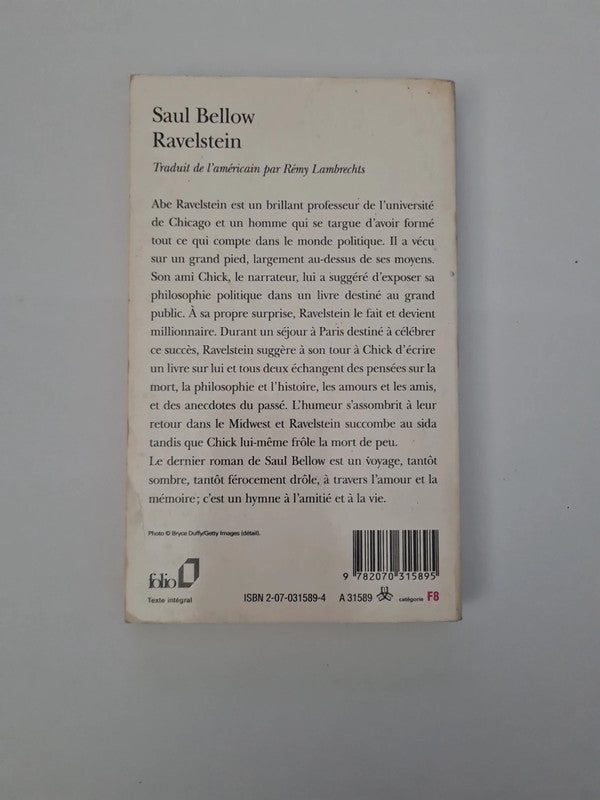 Saul Bellow
Ravelstein
Traduit de l'américain par Rémy Lambrechts
Abe Ravelstein est un brillant professeur de l'université
de Chicago et un homme qui se targue d'avoir formé
tout ce qui compte dans le monde politique. Il a vécu
sur un grand pied, largement au-dessus de ses moyens.
Son ami Chick, le narrateur, lui a suggéré d'exposer sa
philosophie politique dans un livre destiné au grand
public. À sa propre surprise, Ravelstein le fait et devient
millionnaire. Durant un séjour à Paris destiné à célébrer
ce succès, Ravelstein suggère à son tour à Chick d'écrire
un livre sur lui et tous deux échangent des pensées sur la
mort, la philosophie et l'histoire, les amours et les amis,
et des anecdotes du passé. L'humeur s'assombrit à leur
retour dans le Midwest et Ravelstein succombe au sida
tandis que Chick lui-même frôle la mort de peu.
Le dernier roman de Saul Bellow est un voyage, tantôt
sombre, tantôt férocement drôle, à travers l'amour et la
mémoire ; c'est un hymne à l'amitié et à la vie.
Photo © Bryce Duffy/Getty Images (détail).
9 782070 315895
folio
Texte intégral
ISBN 2-07-031589-4 A 31589 catégorie F8